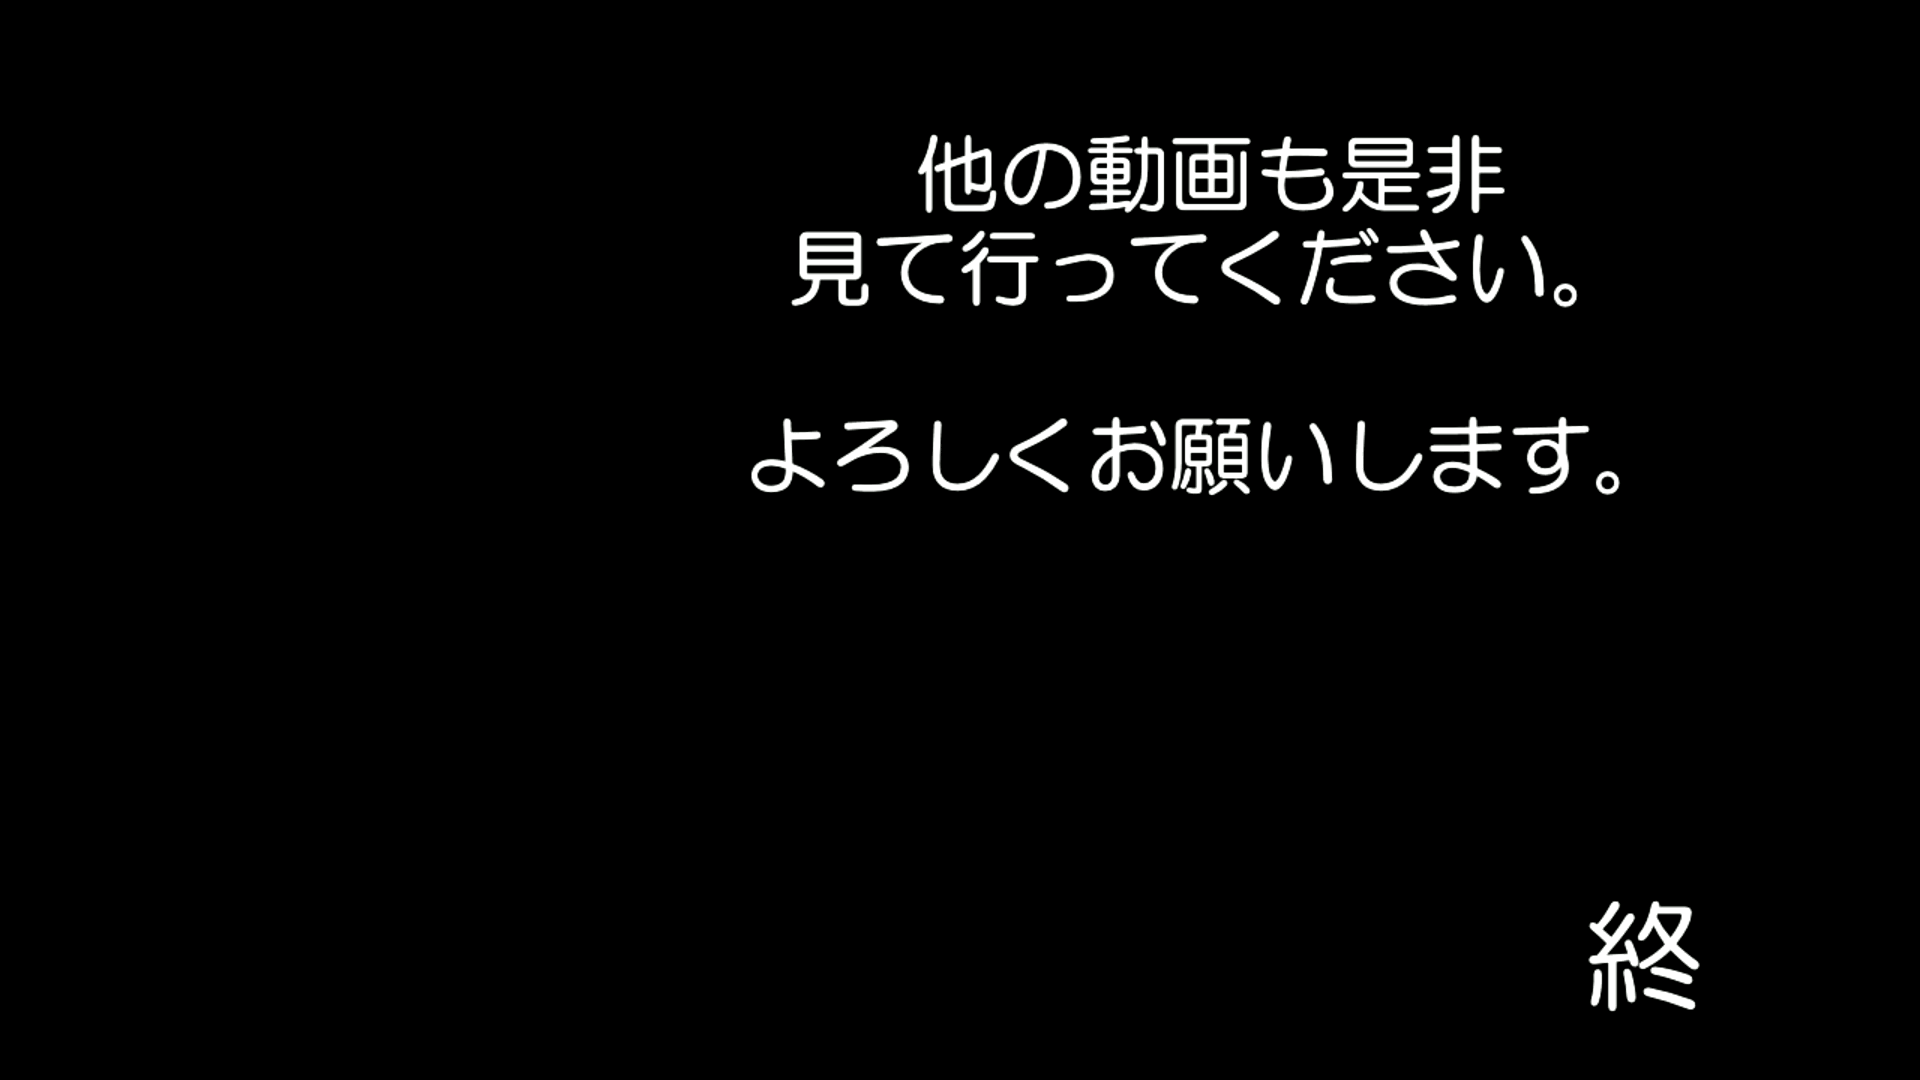 他の動画も是非
見て行ってください。
よろしくお願いします。
終